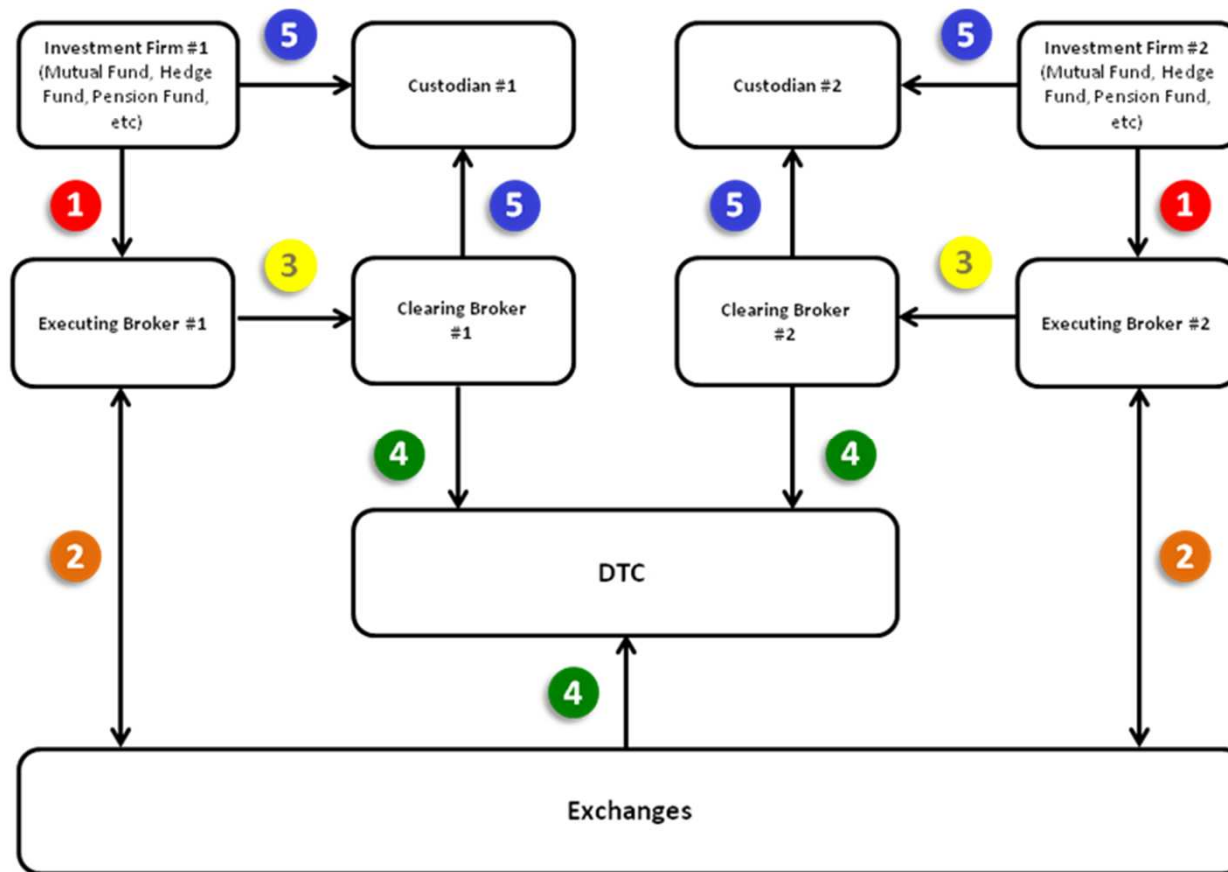 Investment Firm #1
(Mutual Fund, Hedge
Fund, Pension Fund,
etc)
5
Custodian #1
Custodian #2
5
Investment Firm #2
(Mutual Fund, Hedge
Fund, Pension Fund,
etc)
1
5
5
1
Executing Broker #1
3
Clearing Broker
#1
Clearing Broker
#2
3
Executing Broker #2
4
4
2
DTC
2
4
Exchanges